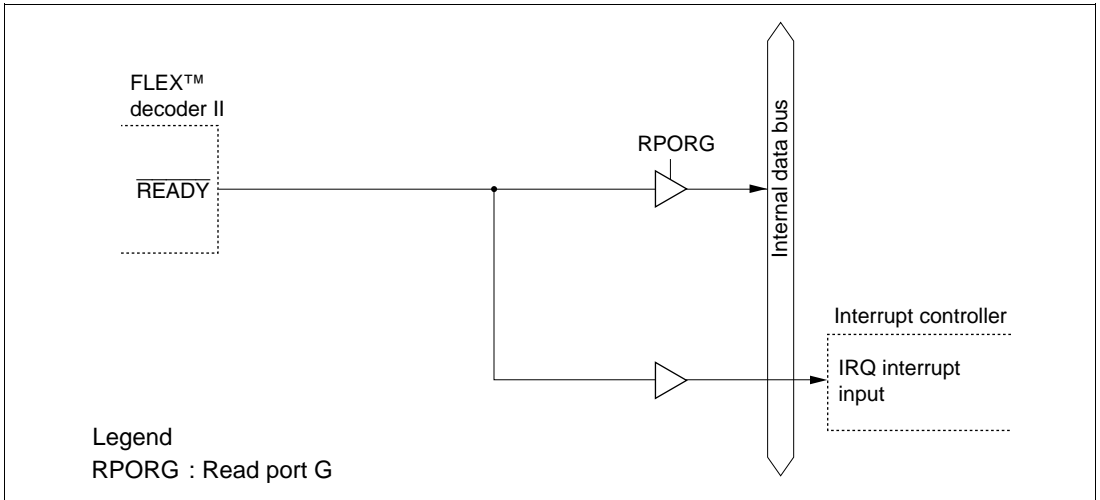 FLEX™
decoder II
RPORG
READY
Internal data bus
Interrupt controller
IRQ interrupt
input
Legend
RPORG : Read port G